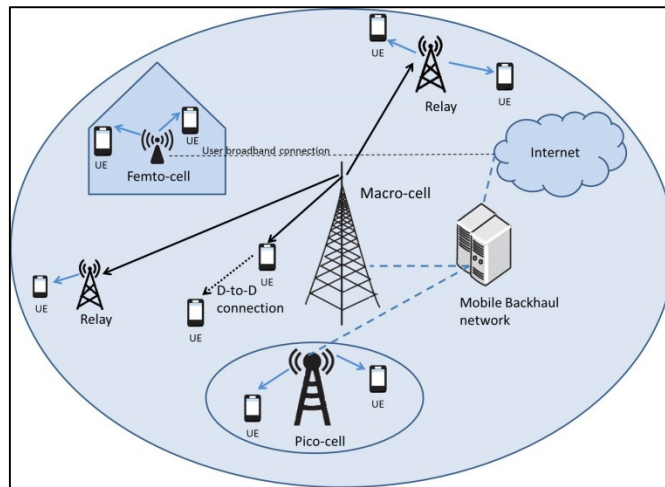 UE
Relay
UE
UE
UE
Femto-cell
User broadband connection
Internet
Macro-cell
UE
Relay
D-to-D
connection
UE
UE
Mobile Backhaul
network
UE
UE
Pico-cell